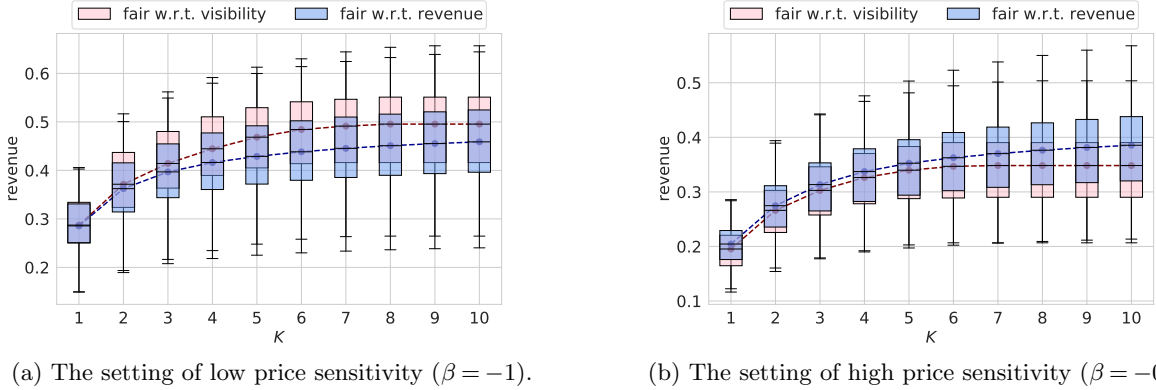 fair w.r.t. visibility fair w.r.t. revenue
0.6
0.5
0.4
0.3
0.2
revenue
1 2 3 4 5 6 7 8 9 10
K
(a) The setting of low price sensitivity (β = −1).
fair w.r.t. visibility fair w.r.t. revenue
0.5
0.4
0.3
0.2
0.1
revenue
1 2 3 4 5 6 7 8 9 10
K
(b) The setting of high price sensitivity (β = −0